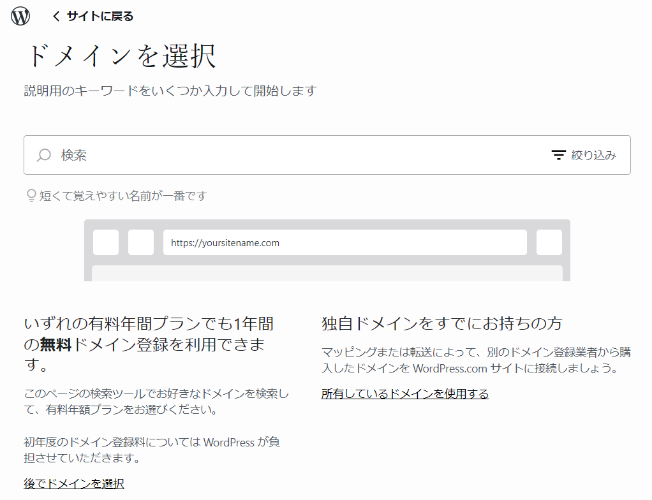 サイトに戻る
ドメインを選択
説明用のキーワードをいくつか入力して開始します
検索
絞り込み
短くて覚えやすい名前が一番です
https://yoursitename.com
いずれの有料年間プランでも1年間
の無料ドメイン登録を利用できま
す。
このページの検索ツールでお好きなドメインを検索し
て、有料年額プランをお選びください。
初年度のドメイン登録料については WordPress が負
担させていただきます。
後でドメインを選択
独自ドメインをすでにお持ちの方
マッピングまたは転送によって、別のドメイン登録業者から購
入したドメインを WordPress.com サイトに接続しましょう。
所有しているドメインを使用する